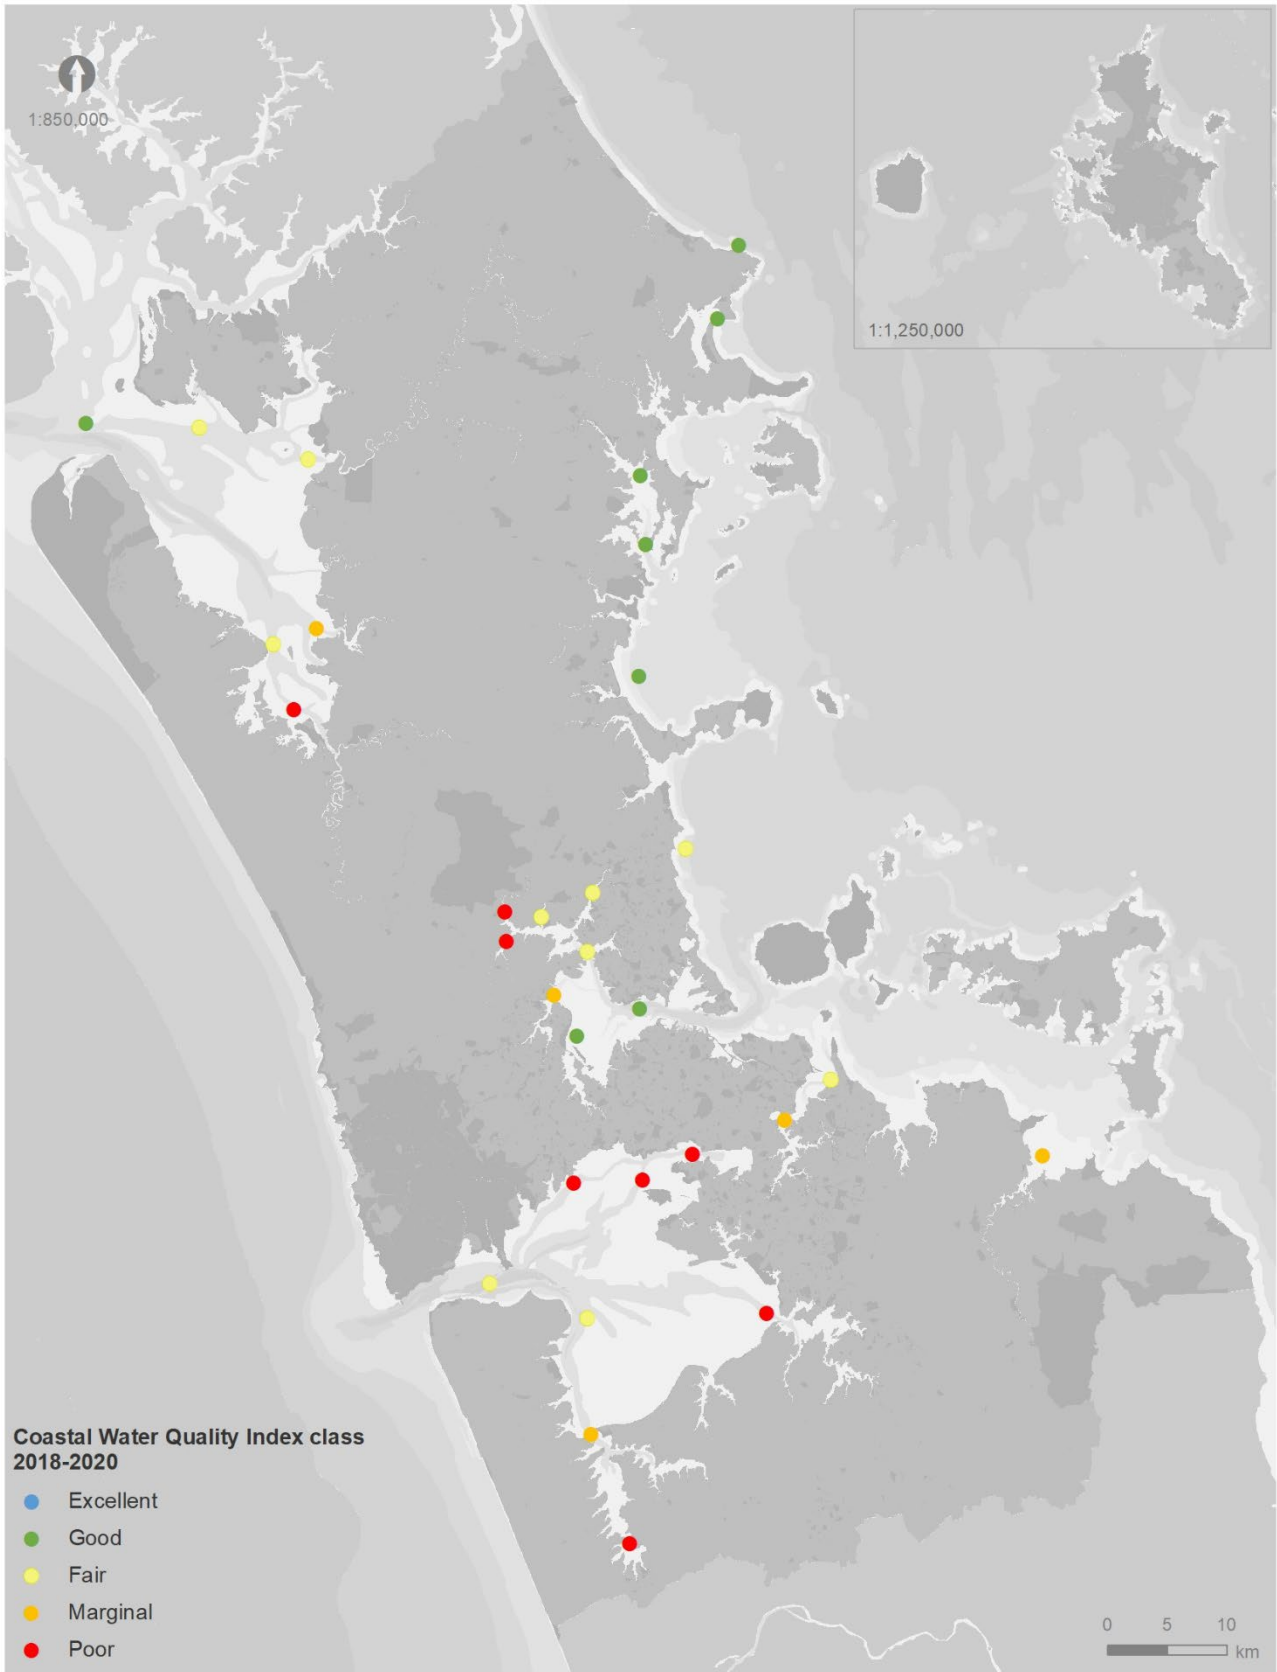 1:850,000
1:1,250,000
Coastal Water Quality Index class
2018-2020
Excellent
Good
Fair
Marginal
Poor
0 5 10
km